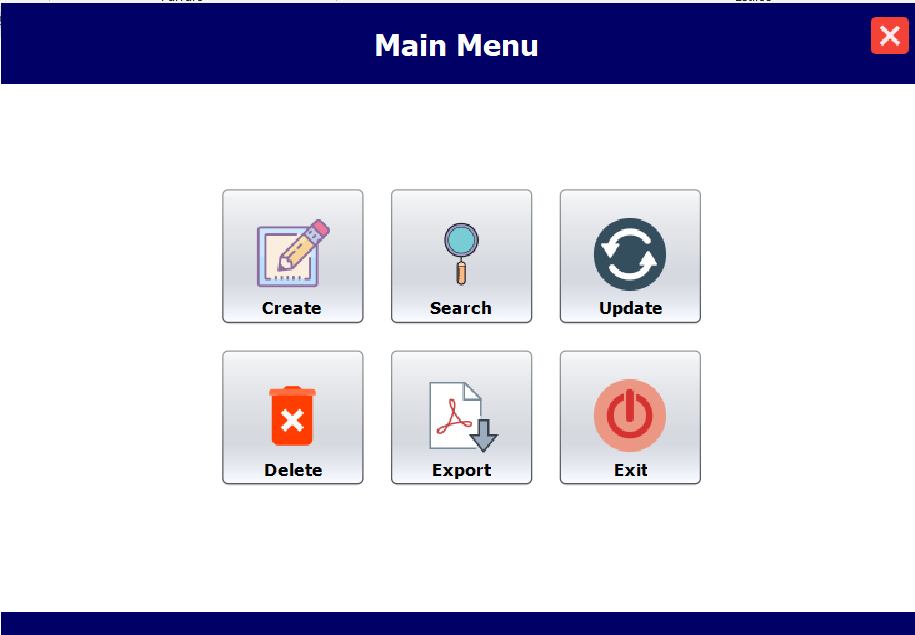 Main Menu
Create
Search
Update
Delete
Export
Exit